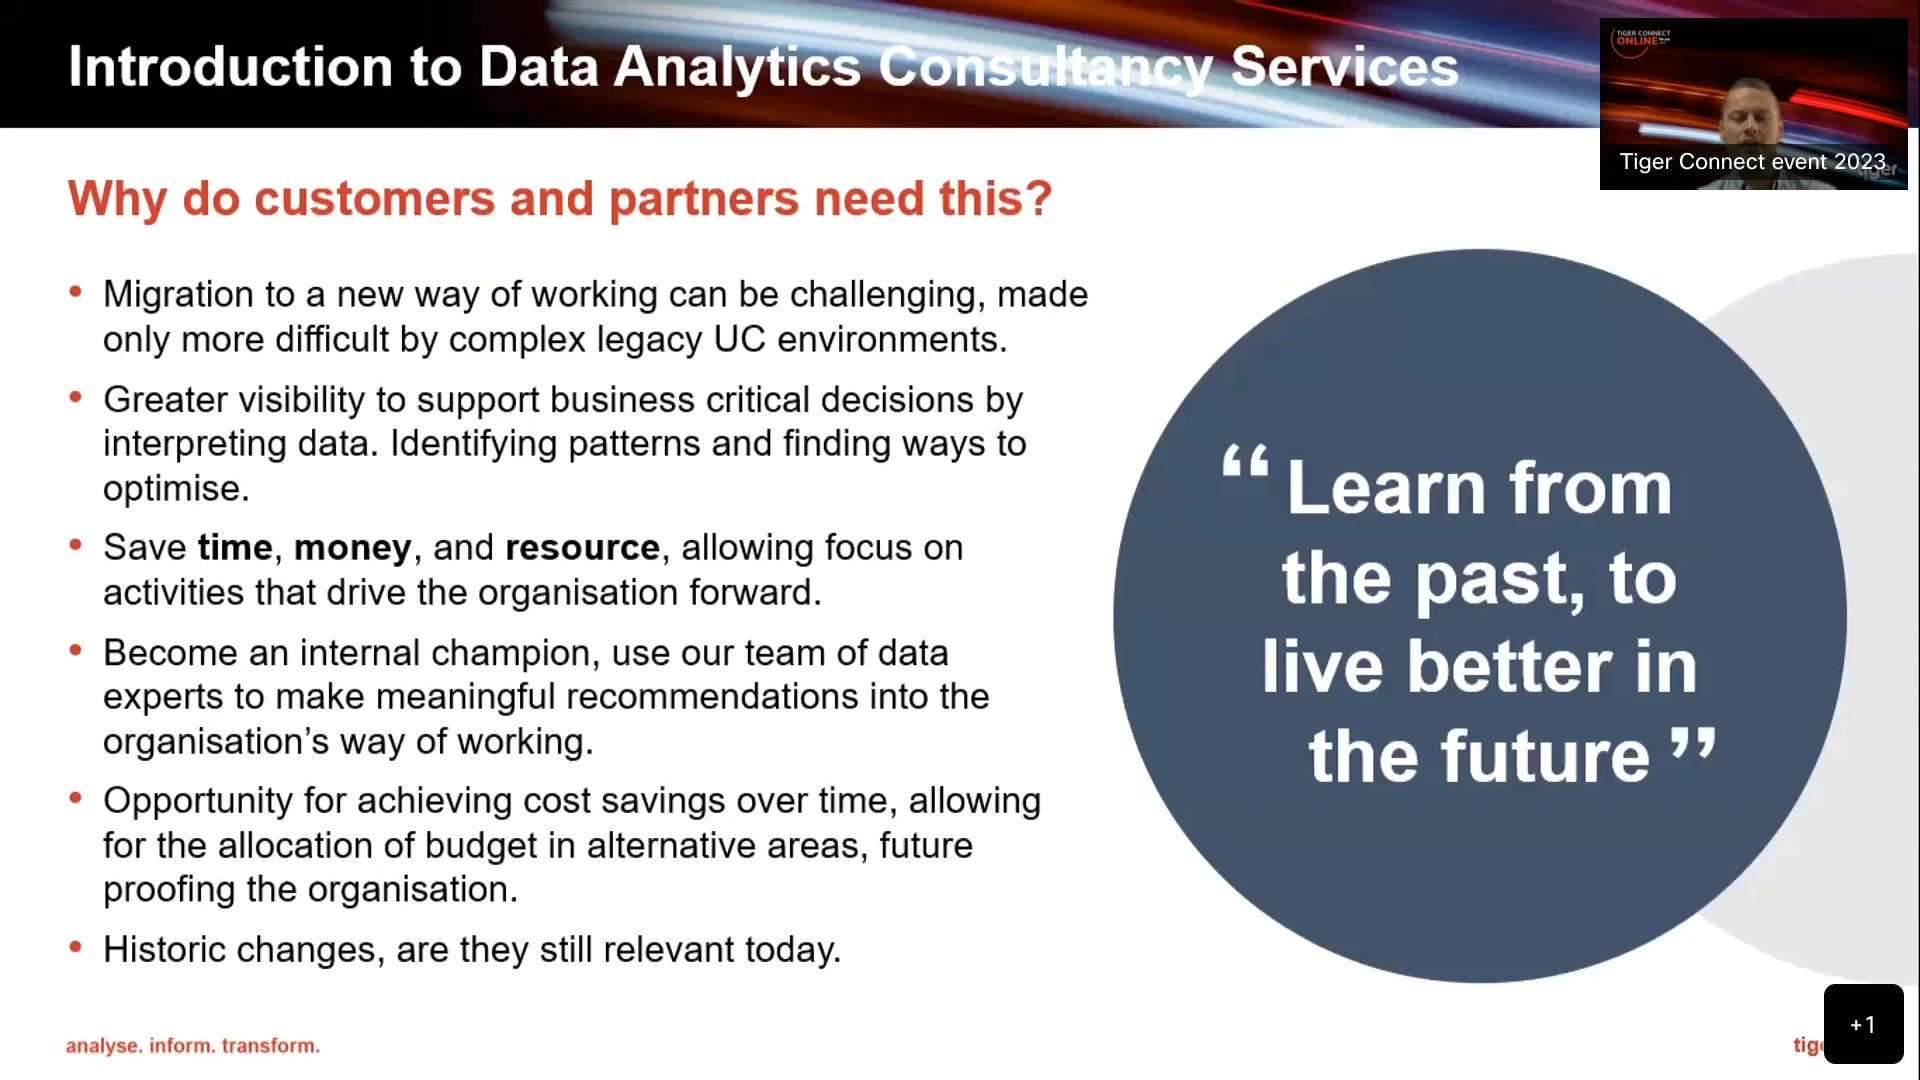 Introduction to Data Analytics Consultancy Services
TIGER CONNECT
ONLINE
Tiger Connect event 2023
tiger
Why do customers and partners need this?
• Migration to a new way of working can be challenging, made
only more difficult by complex legacy UC environments.
• Greater visibility to support business critical decisions by
interpreting data. Identifying patterns and finding ways to
optimise.
• Save time, money, and resource, allowing focus on
activities that drive the organisation forward.
• Become an internal champion, use our team of data
experts to make meaningful recommendations into the
organisation’s way of working.
• Opportunity for achieving cost savings over time, allowing
for the allocation of budget in alternative areas, future
proofing the organisation.
• Historic changes, are they still relevant today.
“ Learn from
the past, to
live better in
the future ”
analyse. inform. transform.
+1